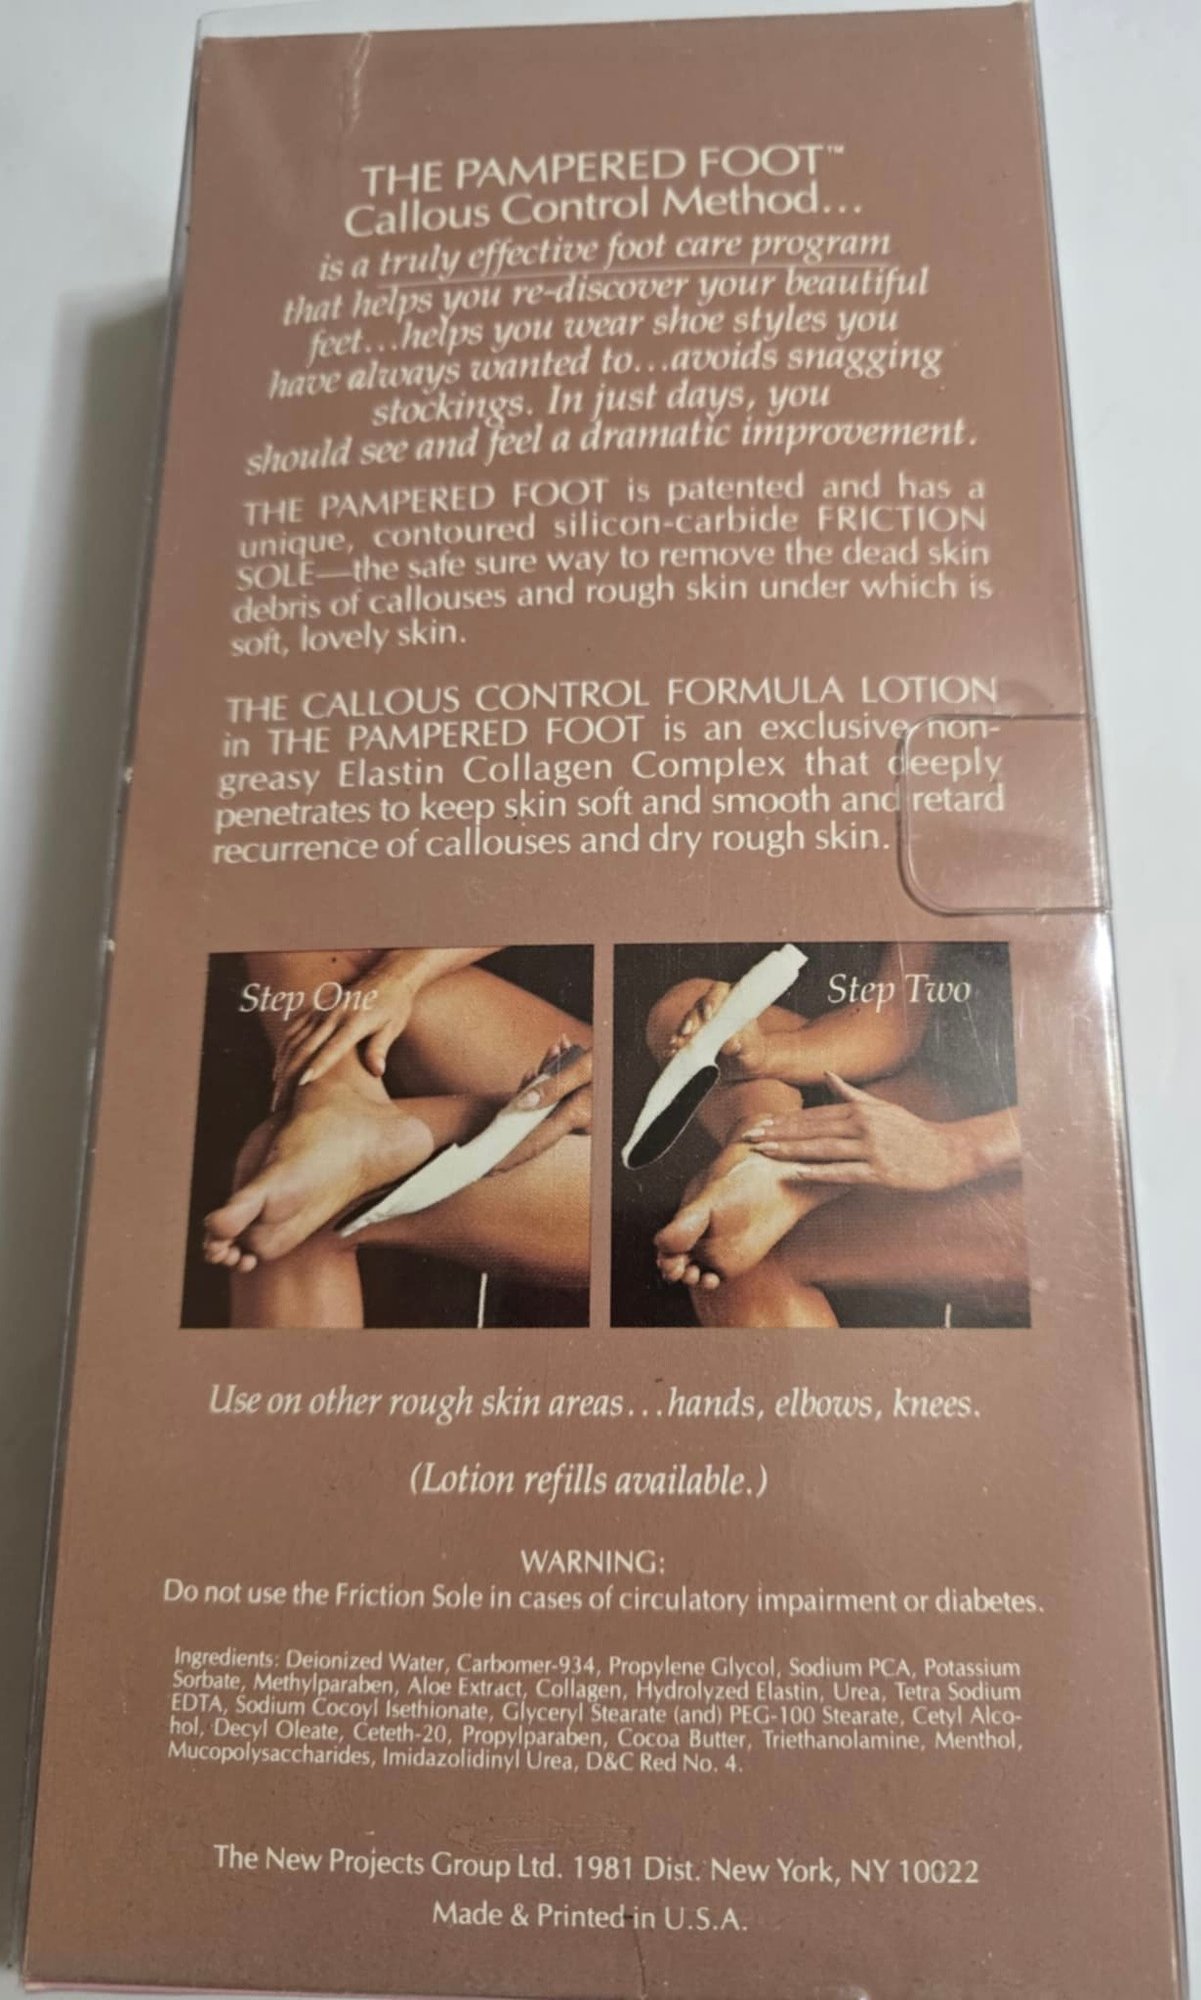 THE PAMPERED FOOT™
Callous Control Method...
is a truly effective foot care program
that helps you re-discover your beautiful
feet...helps you wear shoe styles you
have always wanted to...avoids snagging
stockings. In just days, you
should see and feel a dramatic improvement.
THE PAMPERED FOOT is patented and has a
unique, contoured silicon-carbide FRICTION
SOLE—the safe sure way to remove the dead skin
debris of callouses and rough skin under which is
soft, lovely skin.
THE CALLOUS CONTROL FORMULA LOTION
in THE PAMPERED FOOT is an exclusive non-
greasy Elastin Collagen Complex that deeply
penetrates to keep skin soft and smooth and retard
recurrence of callouses and dry rough skin.
Step One
Step Two
Use on other rough skin areas...hands, elbows, knees.
(Lotion refills available.)
WARNING:
Do not use the Friction Sole in cases of circulatory impairment or diabetes.
Ingredients: Deionized Water, Carbomer-934, Propylene Glycol, Sodium PCA, Potassium
Sorbate, Methylparaben, Aloe Extract, Collagen, Hydrolyzed Elastin, Urea, Tetra Sodium
EDTA, Sodium Cocoyl Isethionate, Glyceryl Stearate (and) PEG-100 Stearate, Cetyl Alco-
hol, Decyl Oleate, Ceteth-20, Propylparaben, Cocoa Butter, Triethanolamine, Menthol,
Mucopolysaccharides, Imidazolidinyl Urea, D&C Red No. 4.
The New Projects Group Ltd. 1981 Dist. New York, NY 10022
Made & Printed in U.S.A.